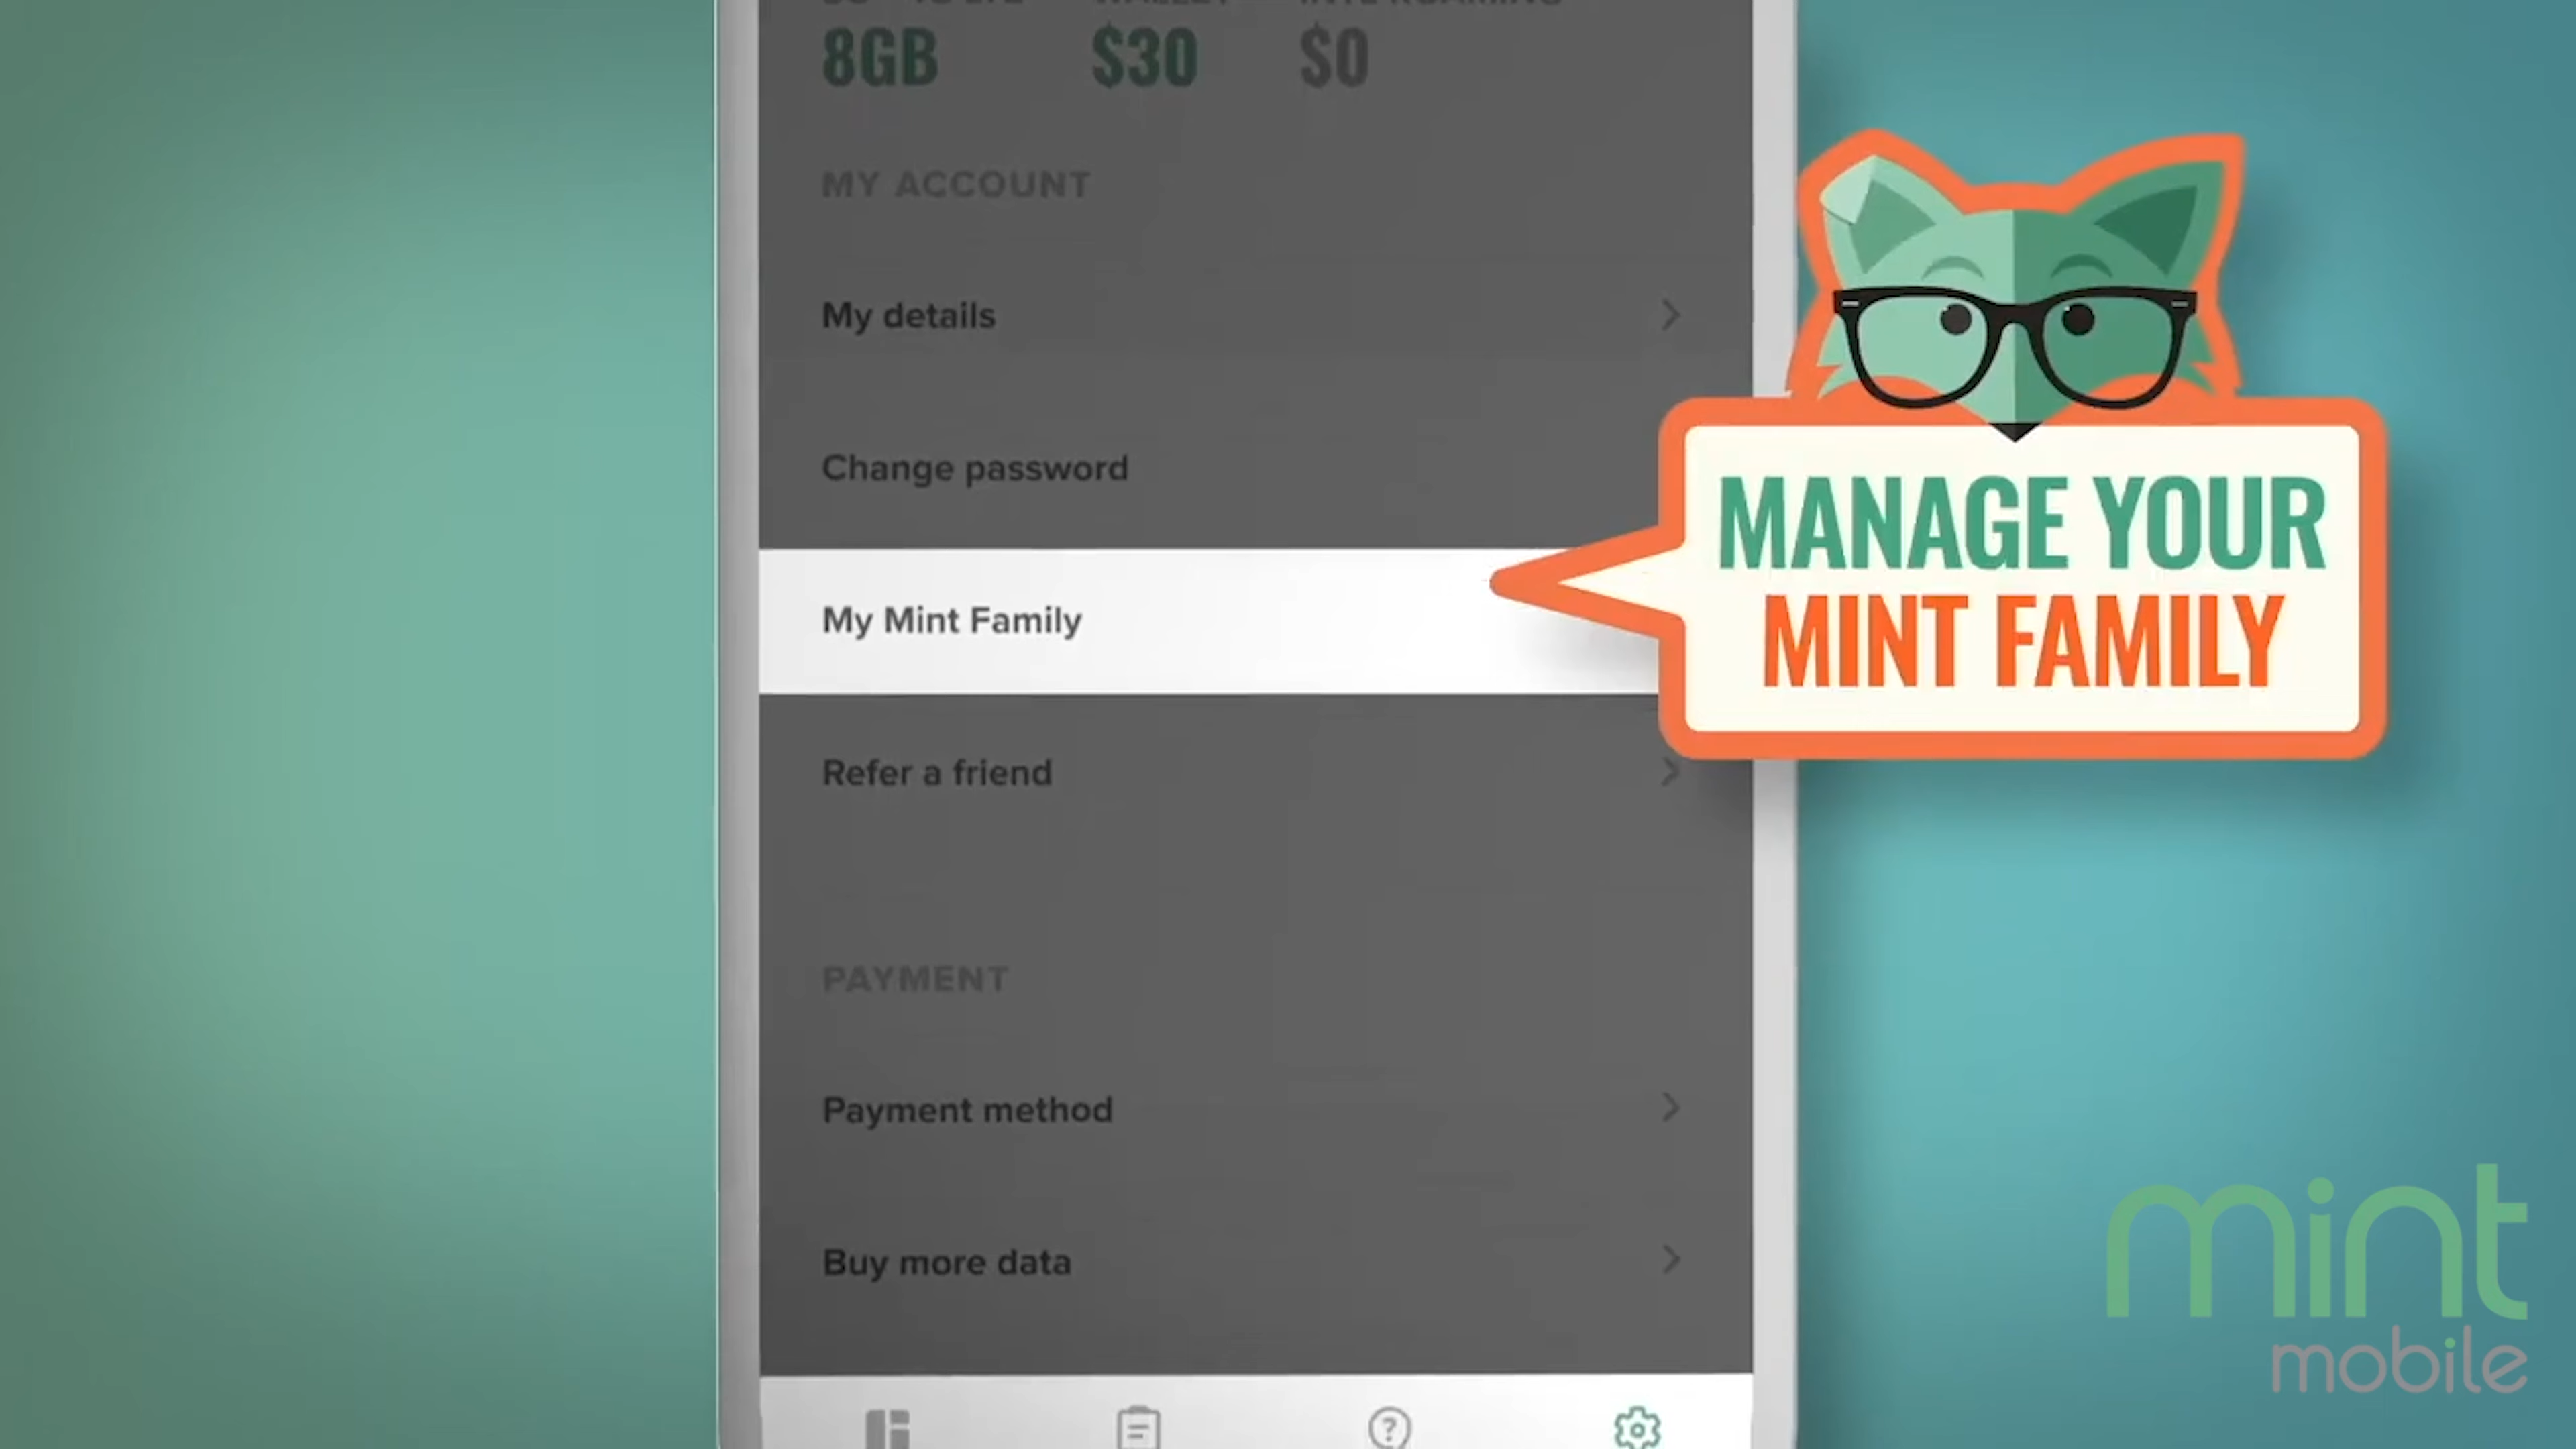 8GB $30 $0
MY ACCOUNT
My details
Change password
My Mint Family
MANAGE YOUR
MINT FAMILY
Refer a friend
PAYMENT
Payment method
Buy more data
mint
mobile